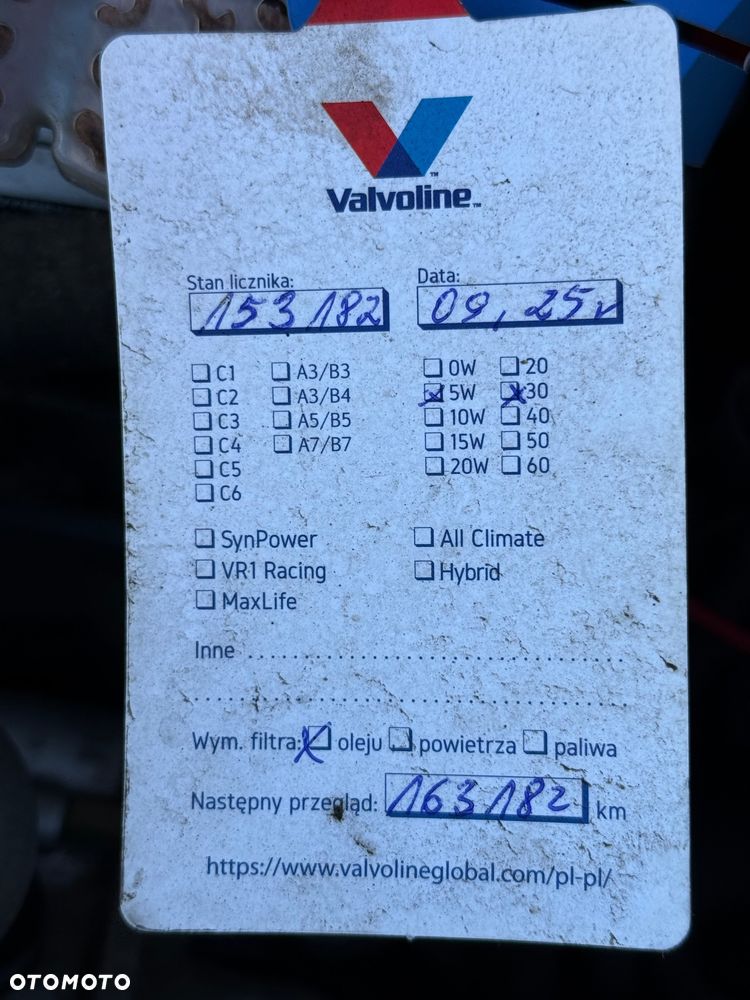 Valvoline™
Stan licznika: Data:
153182 09,25r
☐ C1 ☐ A3/B3 ☐ 0W ☐ 20
☐ C2 ☐ A3/B4 ☒ 5W ☒ 30
☐ C3 ☐ A5/B5 ☐ 10W ☐ 40
☐ C4 ☐ A7/B7 ☐ 15W ☐ 50
☐ C5 ☐ 20W ☐ 60
☐ C6
☐ SynPower ☐ All Climate
☐ VR1 Racing ☐ Hybrid
☐ MaxLife
Inne
Wym. filtra: ☒ oleju ☐ powietrza ☐ paliwa
Następny przegląd: 163182 km
https://www.valvolineglobal.com/pl-pl/
OTOMOTO